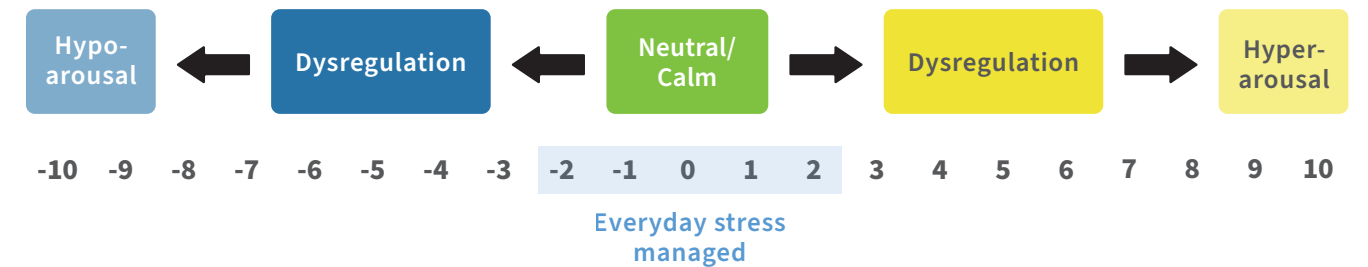 Hypo-
arousal
Dysregulation
Neutral/
Calm
Dysregulation
Hyper-
arousal
-10 -9 -8 -7 -6 -5 -4 -3 -2 -1 0 1 2 3 4 5 6 7 8 9 10
Everyday stress
managed